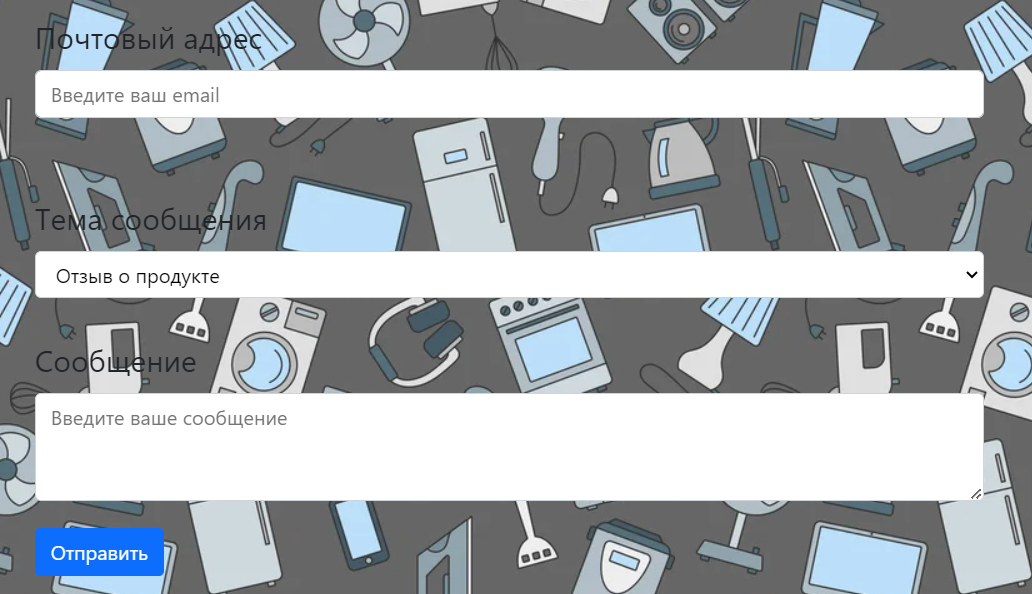 Почтовый адрес
Введите ваш email
Тема сообщения
Отзыв о продукте
Сообщение
Введите ваше сообщение
Отправить